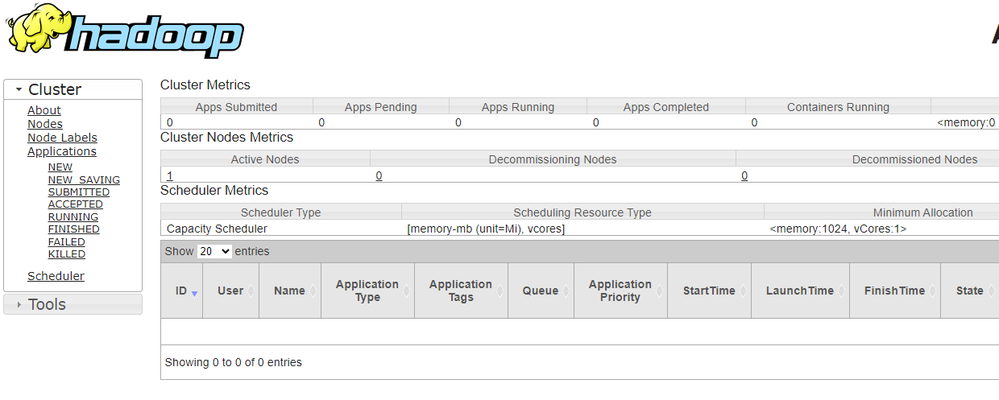 hadoop
Cluster
About
Nodes
Node Labels
Applications
NEW
NEW_SAVING
SUBMITTED
ACCEPTED
RUNNING
FINISHED
FAILED
KILLED
Scheduler
Tools
Cluster Metrics
Apps Submitted Apps Pending Apps Running Apps Completed Containers Running
0 0 0 0 0 <memory:0
Cluster Nodes Metrics
Active Nodes Decommissioning Nodes Decommissioned Nodes
1 0 0
Scheduler Metrics
Scheduler Type Scheduling Resource Type Minimum Allocation
Capacity Scheduler [memory-mb (unit=Mi), vcores] <memory:1024, vCores:1>
Show 20 entries
ID User Name Application Type Application Tags Queue Application Priority StartTime LaunchTime FinishTime State
Showing 0 to 0 of 0 entries